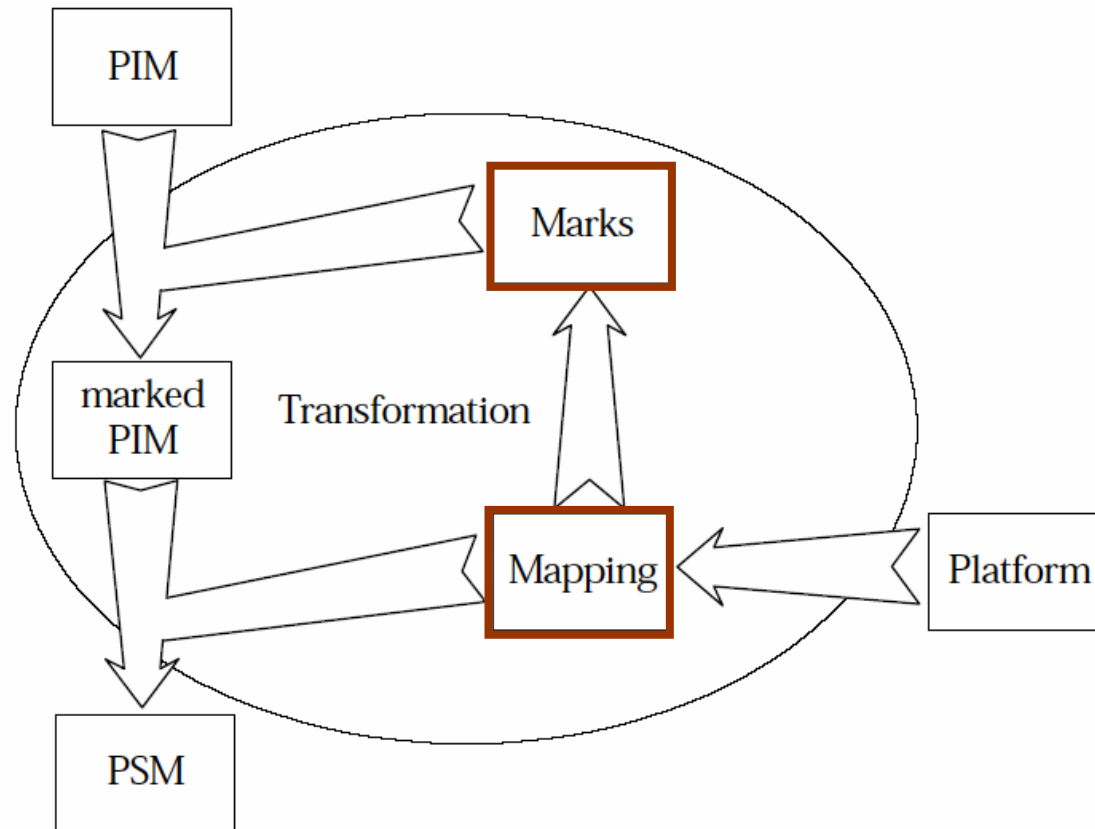 PIM
Marks
marked
PIM
Transformation
Mapping
Platform
PSM